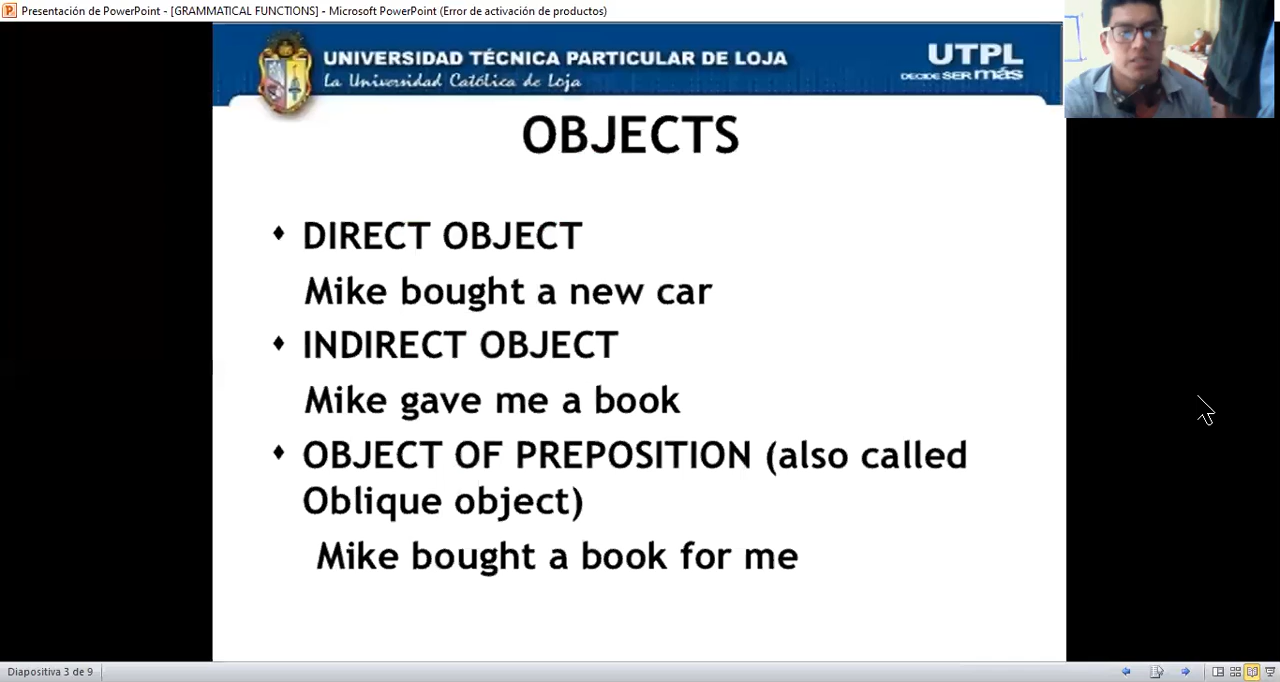 Presentación de PowerPoint - [GRAMMATICAL FUNCTIONS] - Microsoft PowerPoint (Error de activación de productos)
UNIVERSIDAD TÉCNICA PARTICULAR DE LOJA
La Universidad Católica de Loja
UTPL
DECIDE SER más
OBJECTS
♦ DIRECT OBJECT
Mike bought a new car
♦ INDIRECT OBJECT
Mike gave me a book
♦ OBJECT OF PREPOSITION (also called
Oblique object)
Mike bought a book for me
Diapositiva 3 de 9